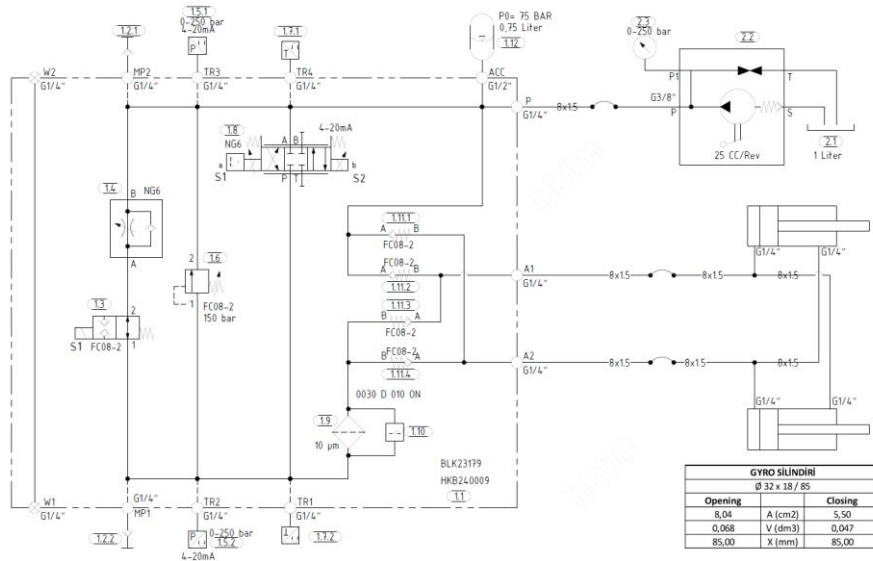 1.5.1
0-250 bar
4-20mA
P
1.2.1
1.7.1
T
P0= 75 BAR
0,75 Liter
1.12
2.3
0-250 bar
2.2
W2
G1/4"
MP2
G1/4"
TR3
G1/4"
TR4
G1/4"
ACC
G1/2"
P
G1/4"
8x1.5
P1
G3/8"
P
T
S
25 CC/Rev
2.1
1 Liter
1.8
NG6
A B
4-20mA
a
b
S1
P T
S2
1.4
B
NG6
A
1.6
2
1
FC08-2
150 bar
1.3
2
S1
FC08-2
1
1.11.1
A B
FC08-2
FC08-2
A B
1.11.2
1.11.3
B A
FC08-2
FC08-2
B A
1.11.4
A1
G1/4"
8x1.5
8x1.5
8x1.5
G1/4"
G1/4"
A2
G1/4"
8x1.5
8x1.5
8x1.5
G1/4"
G1/4"
0030 D 010 ON
1.9
10 µm
1.10
BLK23179
HKB240009
1.1
W1
G1/4"
G1/4"
MP1
TR2
G1/4"
TR1
G1/4"
1.2.2
P
0-250 bar
1.5.2
4-20mA
1.7.2
GYRO SİLİNDİRİ
Ø 32 x 18 / 85
Opening Closing
8,04 A (cm2) 5,50
0,068 V (dm3) 0,047
85,00 X (mm) 85,00